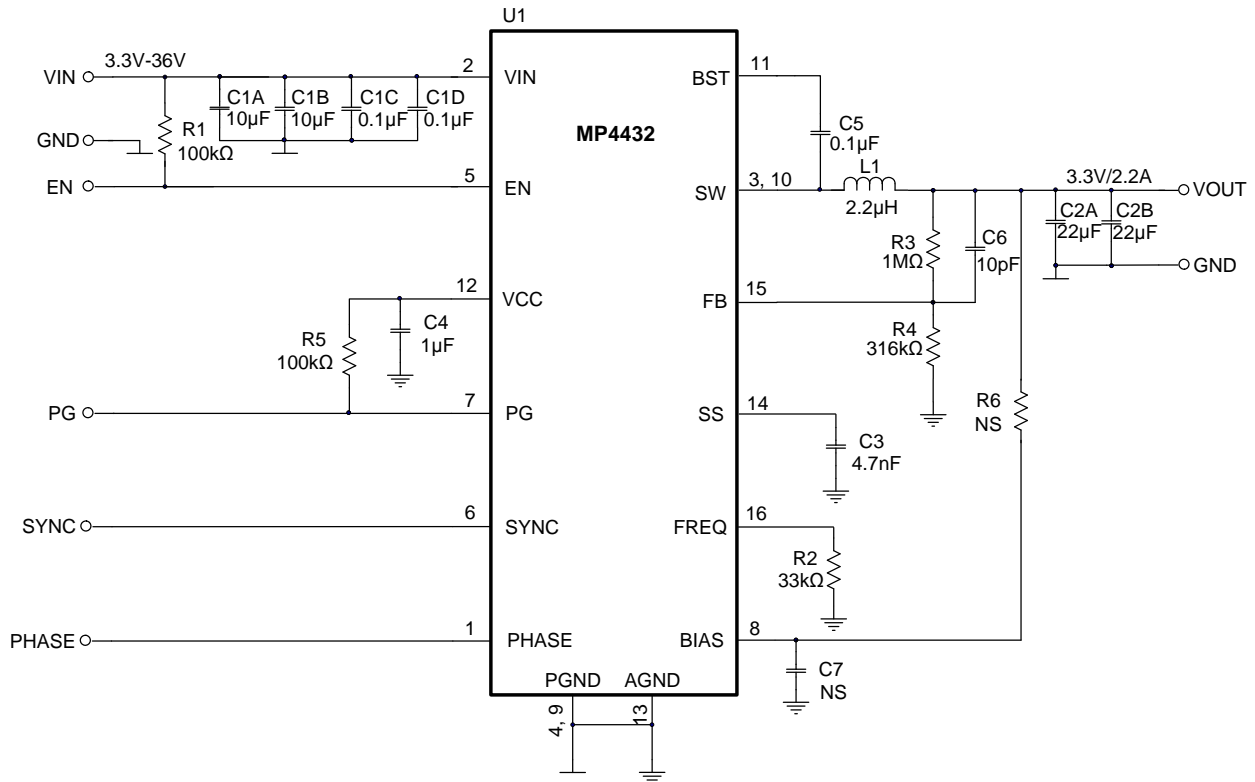 U1
3.3V-36V
VIN
2
VIN
BST
11
C1A
10µF
C1B
10µF
C1C
0.1µF
C1D
0.1µF
R1
100kΩ
GND
MP4432
C5
0.1µF
EN
5
EN
SW
3, 10
L1
2.2µH
3.3V/2.2A
VOUT
C2A
22µF
C2B
22µF
R3
1MΩ
C6
10pF
GND
12
VCC
FB
15
C4
1µF
R5
100kΩ
R4
316kΩ
PG
7
PG
SS
14
R6
NS
C3
4.7nF
SYNC
6
SYNC
FREQ
16
R2
33kΩ
PHASE
1
PHASE
BIAS
8
C7
NS
PGND
AGND
4, 9
13